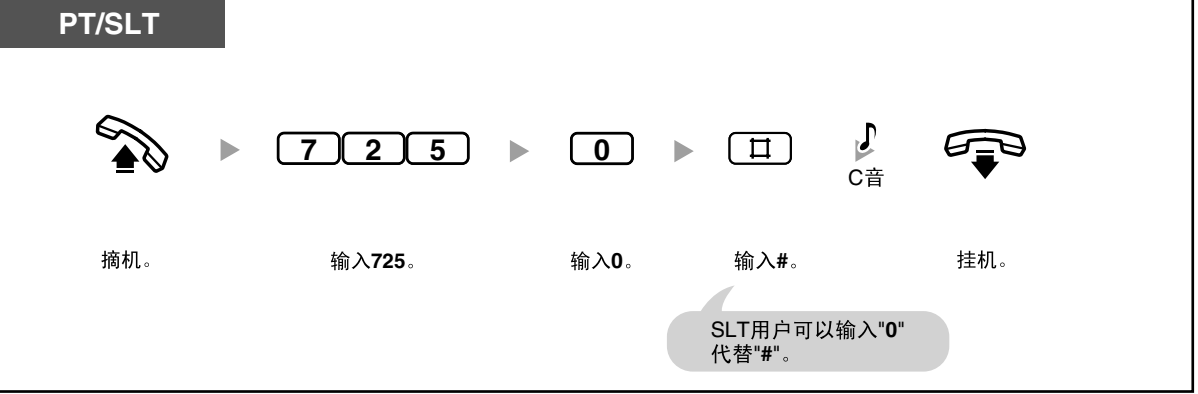 PT/SLT
7 2 5
0
#
C音
摘机。
输入725。
输入0。
输入#。
挂机。
SLT用户可以输入"0"
代替"#"。